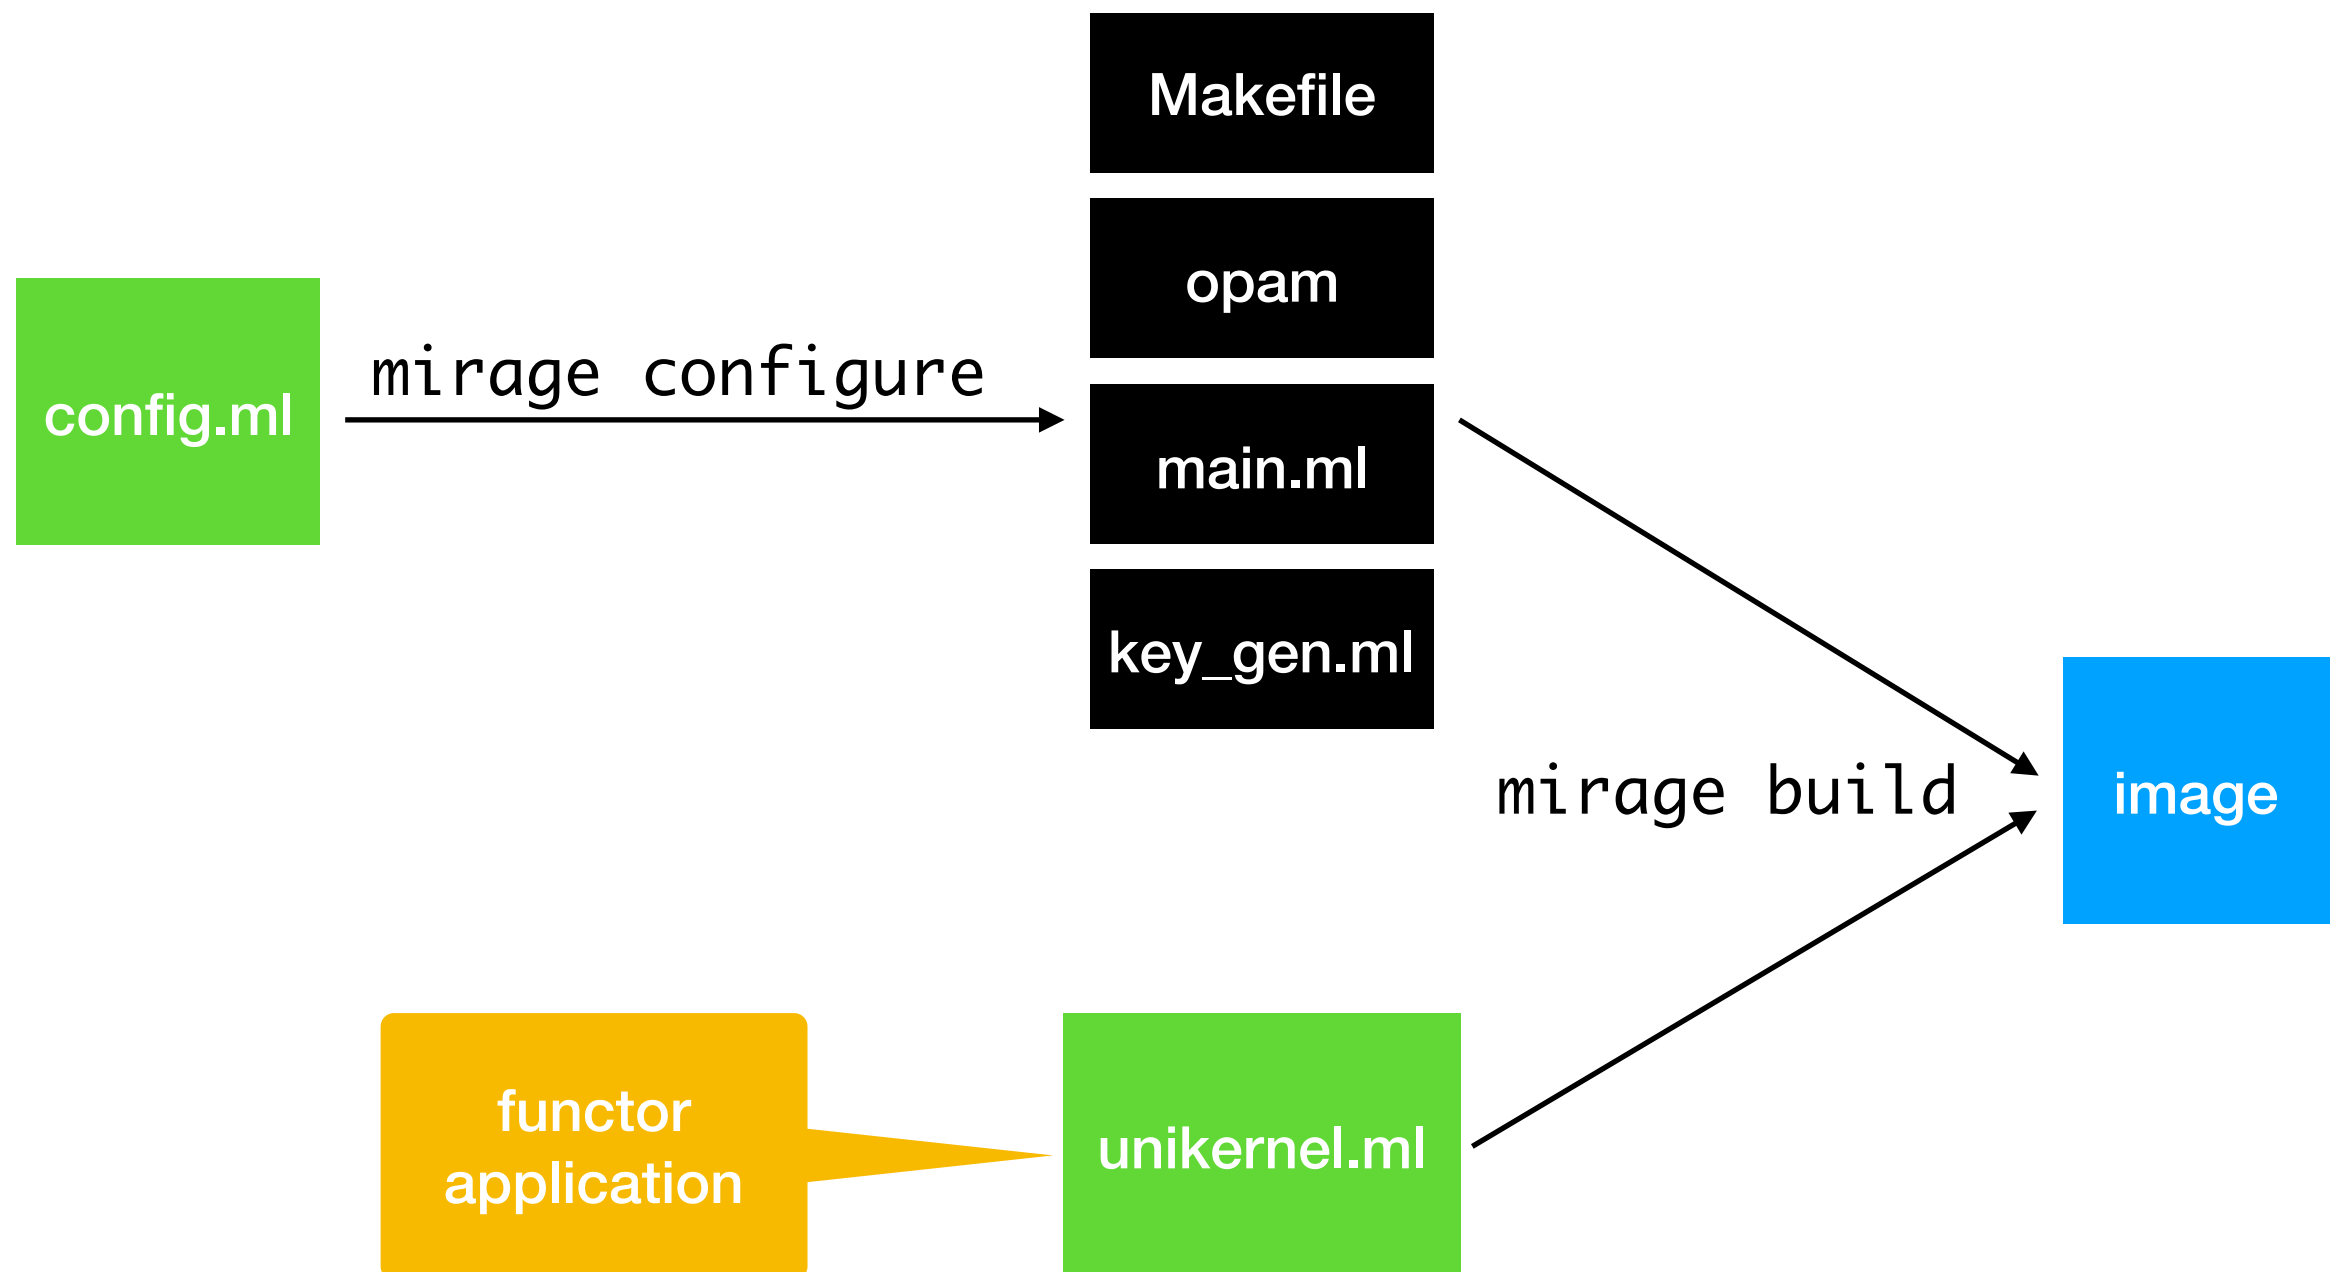 Makefile
opam
config.ml
mirage configure
main.ml
key_gen.ml
mirage build
image
functor
application
unikernel.ml